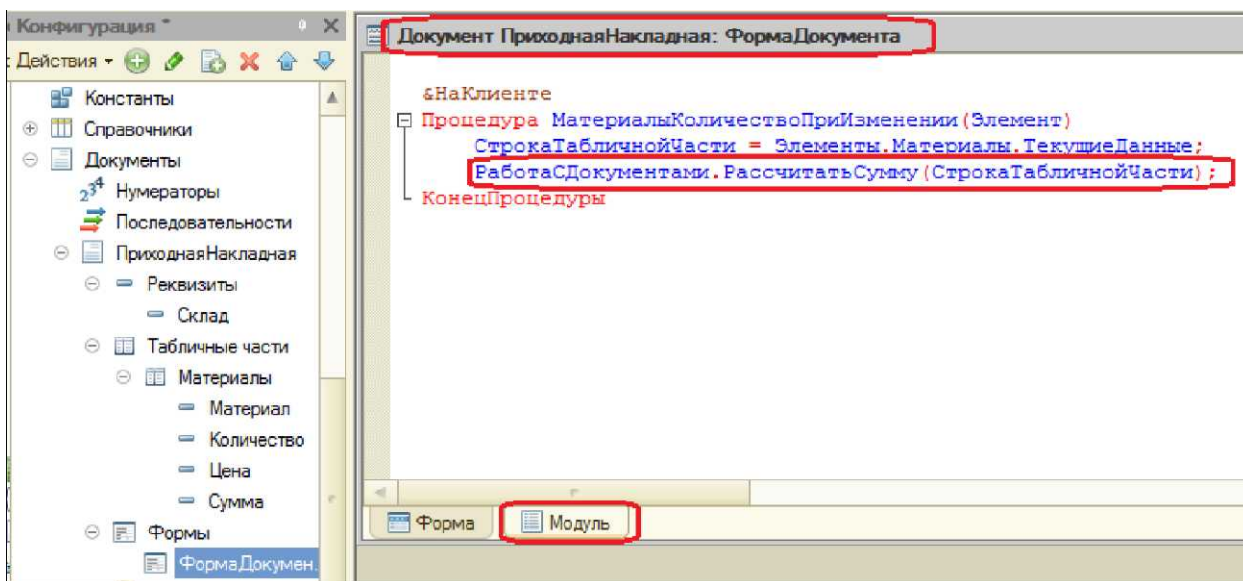 Конфигурация *
Действия
Константы
Справочники
Документы
Нумераторы
Последовательности
ПриходнаяНакладная
Реквизиты
Склад
Табличные части
Материалы
Материал
Количество
Цена
Сумма
Формы
ФормаДокумен.
Документ ПриходнаяНакладная: ФормаДокумента
&НаКлиенте
Процедура МатериалыКоличествоПриИзменении(Элемент)
СтрокаТабличнойЧасти = Элементы.Материалы.ТекущиеДанные;
РаботаСДокументами.РассчитатьСумму(СтрокаТабличнойЧасти);
КонецПроцедуры
Форма
Модуль